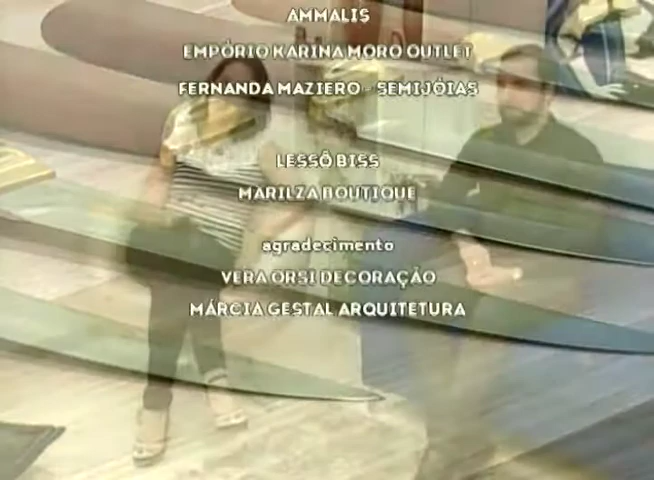 AMMALIS
EMPÓRIO KARINA MORO OUTLET
FERNANDA MAZIERO - SEMIJÓIAS
LESSÔ BISS
MARILZA BOUTIQUE
agradecimento
VERA ORSI DECORAÇÃO
MÁRCIA GESTAL ARQUITETURA